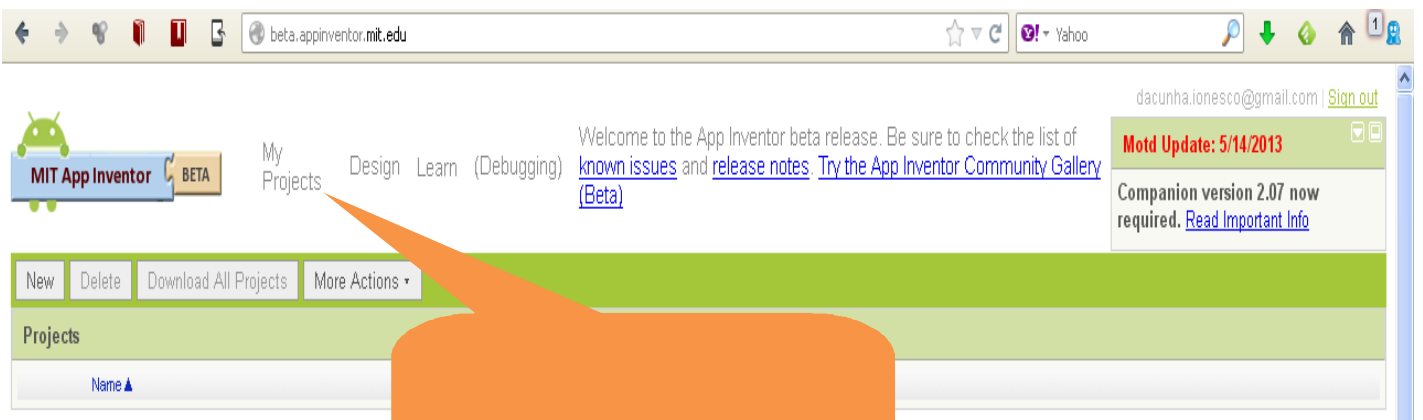 beta.appinventor.mit.edu
Yahoo
1
dacunha.ionesco@gmail.com | Sign out
MIT App Inventor BETA
My
Projects
Design
Learn
(Debugging)
Welcome to the App Inventor beta release. Be sure to check the list of
known issues and release notes. Try the App Inventor Community Gallery
(Beta)
Motd Update: 5/14/2013
Companion version 2.07 now
required. Read Important Info
New
Delete
Download All Projects
More Actions
Projects
Name